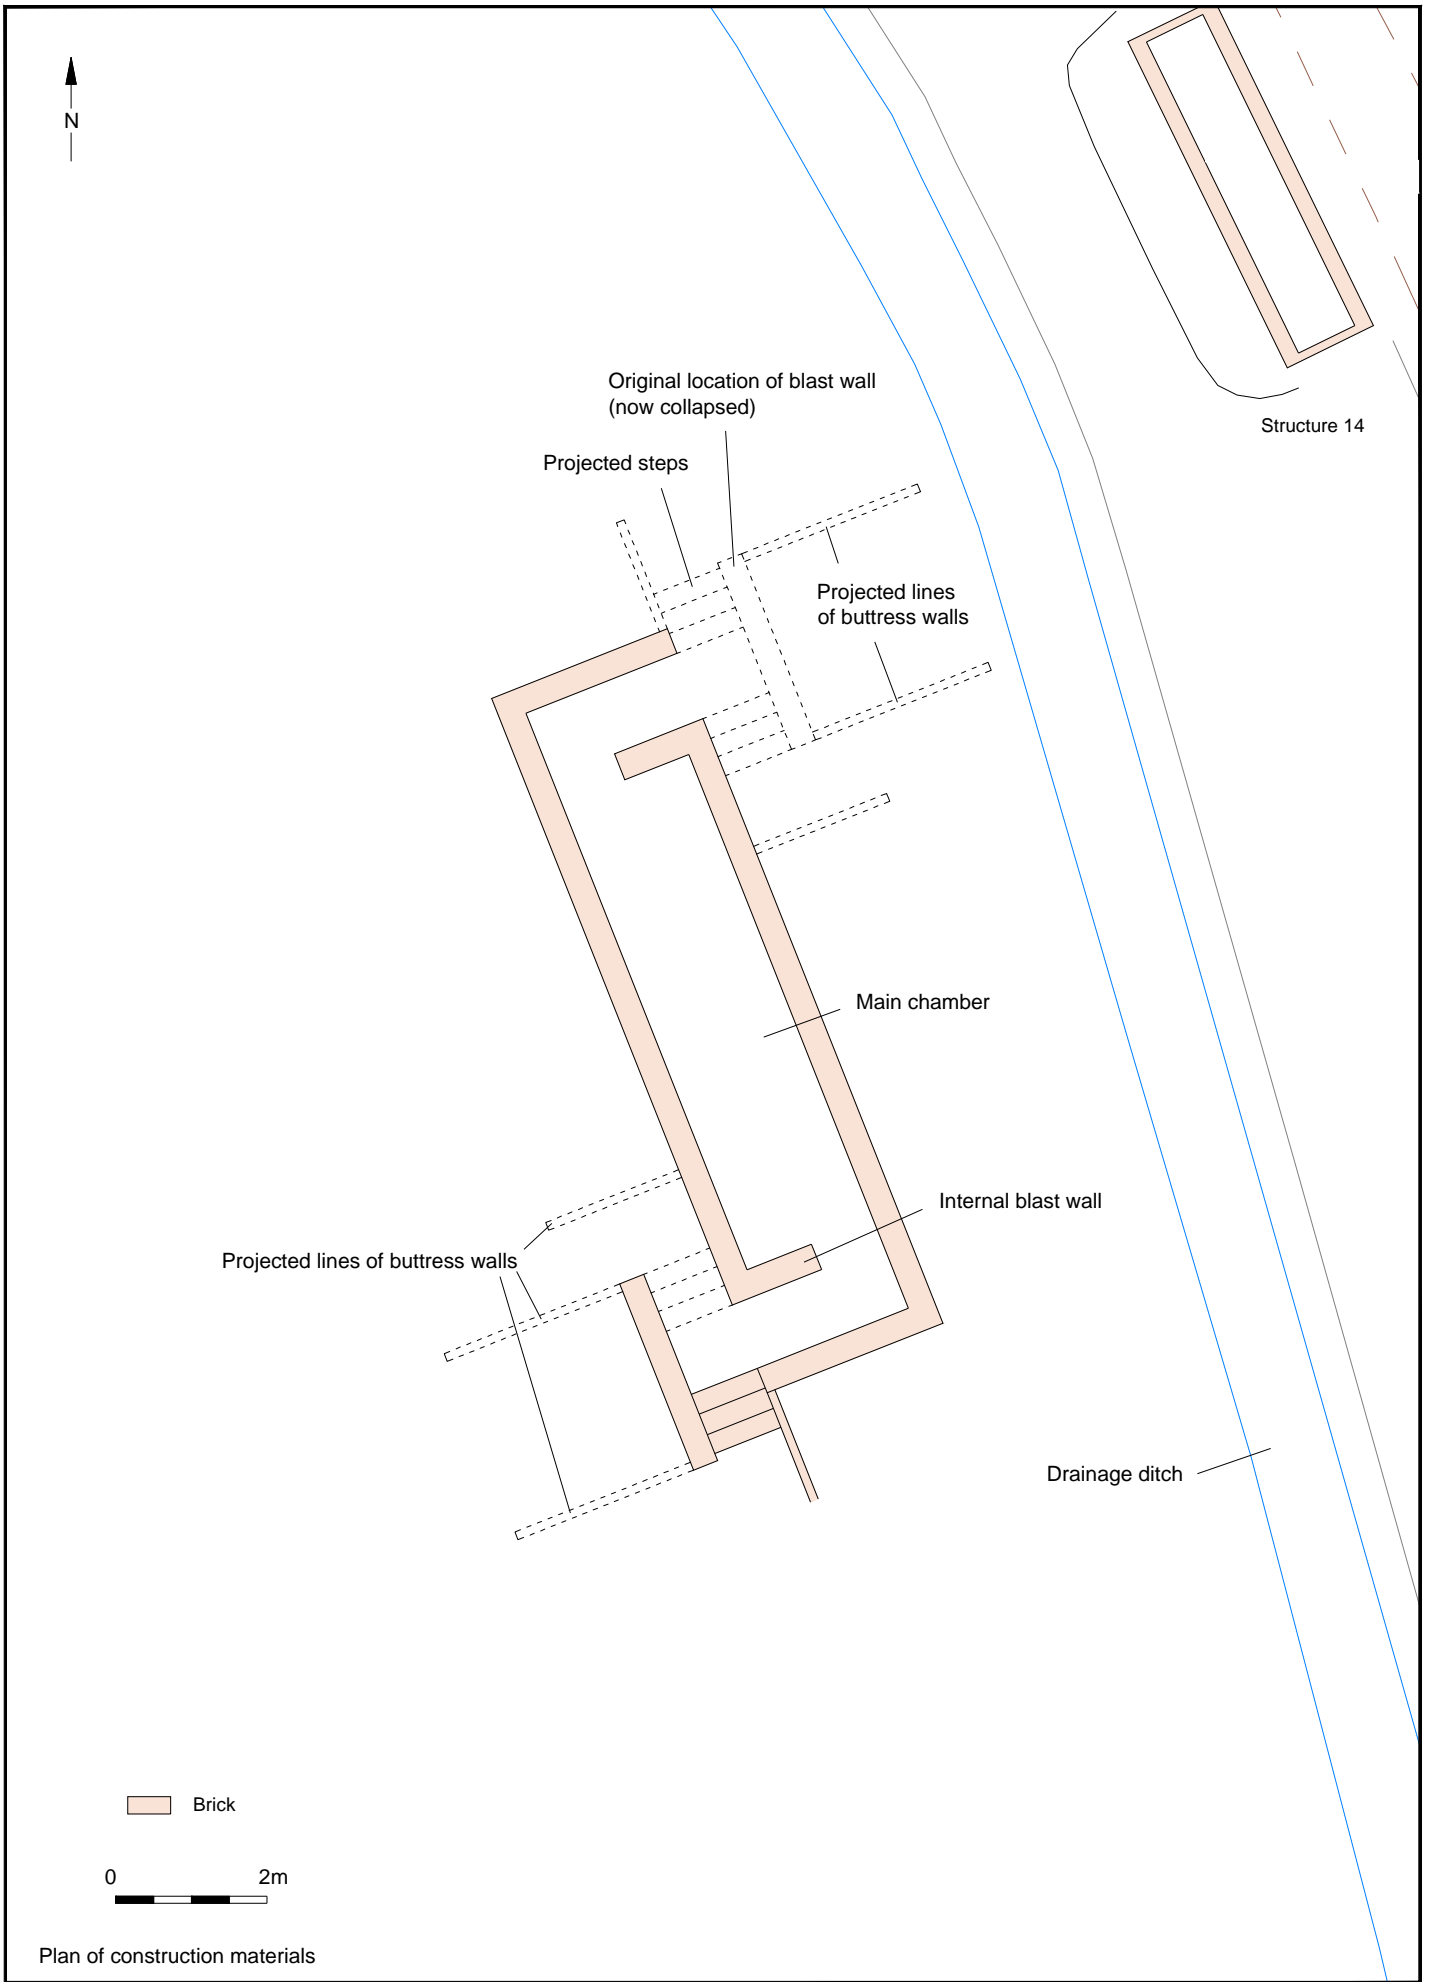 N
Original location of blast wall
(now collapsed)
Structure 14
Projected steps
Projected lines
of buttress walls
Main chamber
Internal blast wall
Projected lines of buttress walls
Drainage ditch
Brick
0 2m
Plan of construction materials